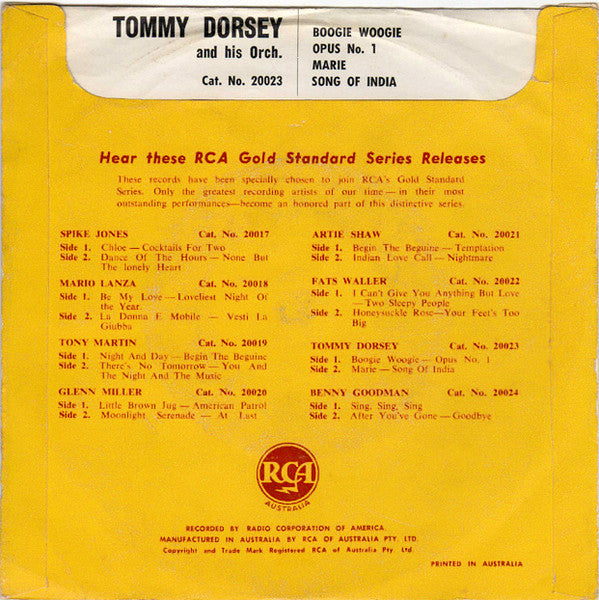 TOMMY DORSEY
and his Orch.
Cat. No. 20023
BOOGIE WOOGIE
OPUS No. 1
MARIE
SONG OF INDIA
Hear these RCA Gold Standard Series Releases
These records have been specially chosen to join RCA's Gold Standard
Series. Only the greatest recording artists of our time — in their most
outstanding performances—become an honored part of this distinctive series.
SPIKE JONES Cat. No. 20017
Side 1. Chloe — Cocktails For Two
Side 2. Dance Of The Hours — None But
The lonely Heart
MARIO LANZA Cat. No. 20018
Side 1. Be My Love — Loveliest Night Of
the Year.
Side 2. La Donna E Mobile — Vesti La
Giubba
TONY MARTIN Cat. No. 20019
Side 1. Night And Day — Begin The Beguine
Side 2. There's No Tomorrow — You And
The Night And The Music
GLENN MILLER Cat. No. 20020
Side 1. Little Brown Jug — American Patrol
Side 2. Moonlight Serenade — At Last
ARTIE SHAW Cat. No. 20021
Side 1. Begin The Beguine — Temptation
Side 2. Indian Love Call — Nightmare
FATS WALLER Cat. No. 20022
Side 1. I Can't Give You Anything But Love
— Two Sleepy People
Side 2. Honeysuckle Rose—Your Feet's Too
Big
TOMMY DORSEY Cat. No. 20023
Side 1. Boogie Woogie — Opus No. 1
Side 2. Marie — Song Of India
BENNY GOODMAN Cat. No. 20024
Side 1. Sing, Sing, Sing
Side 2. After You've Gone — Goodbye
RCA
AUSTRALIA
RECORDED BY RADIO CORPORATION OF AMERICA.
MANUFACTURED IN AUSTRALIA BY RCA OF AUSTRALIA PTY. LTD.
Copyright and Trade Mark Registered RCA of Australia Pty. Ltd.
PRINTED IN AUSTRALIA